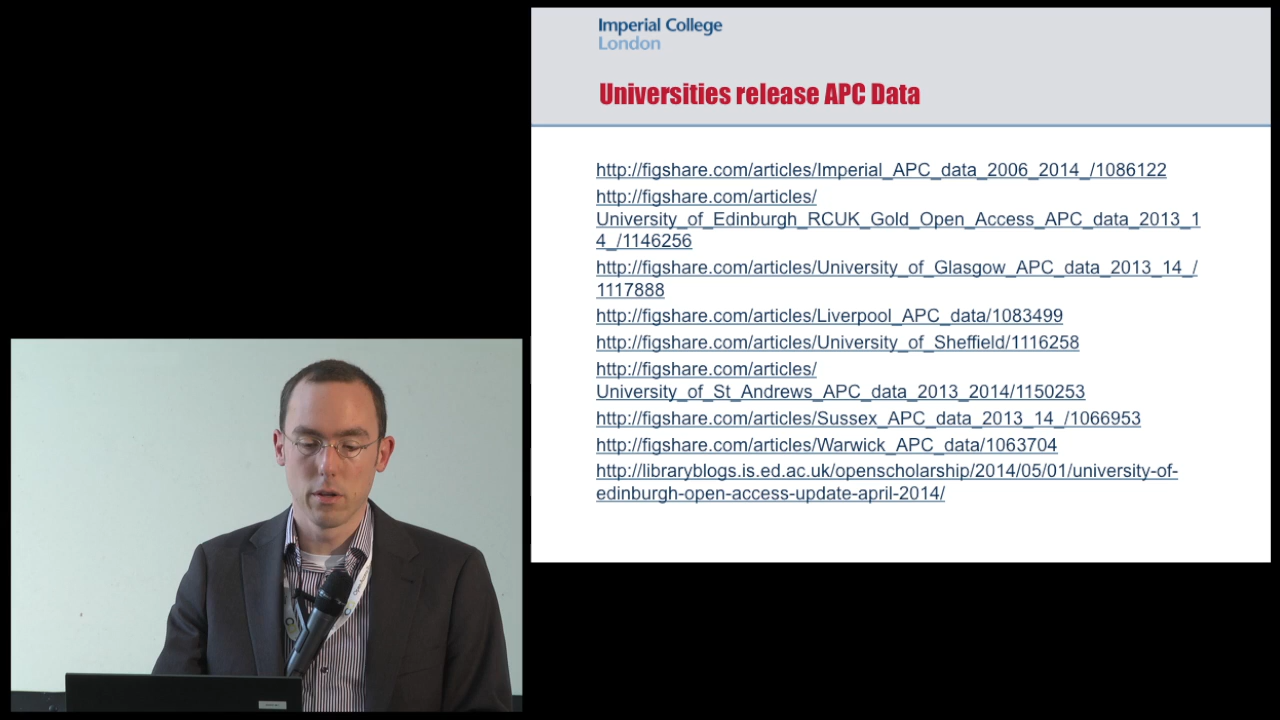 Imperial College
London
Universities release APC Data
http://figshare.com/articles/Imperial_APC_data_2006_2014_/1086122
http://figshare.com/articles/
University_of_Edinburgh_RCUK_Gold_Open_Access_APC_data_2013_1
4_/1146256
http://figshare.com/articles/University_of_Glasgow_APC_data_2013_14_/
1117888
http://figshare.com/articles/Liverpool_APC_data/1083499
http://figshare.com/articles/University_of_Sheffield/1116258
http://figshare.com/articles/
University_of_St_Andrews_APC_data_2013_2014/1150253
http://figshare.com/articles/Sussex_APC_data_2013_14_/1066953
http://figshare.com/articles/Warwick_APC_data/1063704
http://libraryblogs.is.ed.ac.uk/openscholarship/2014/05/01/university-of-
edinburgh-open-access-update-april-2014/